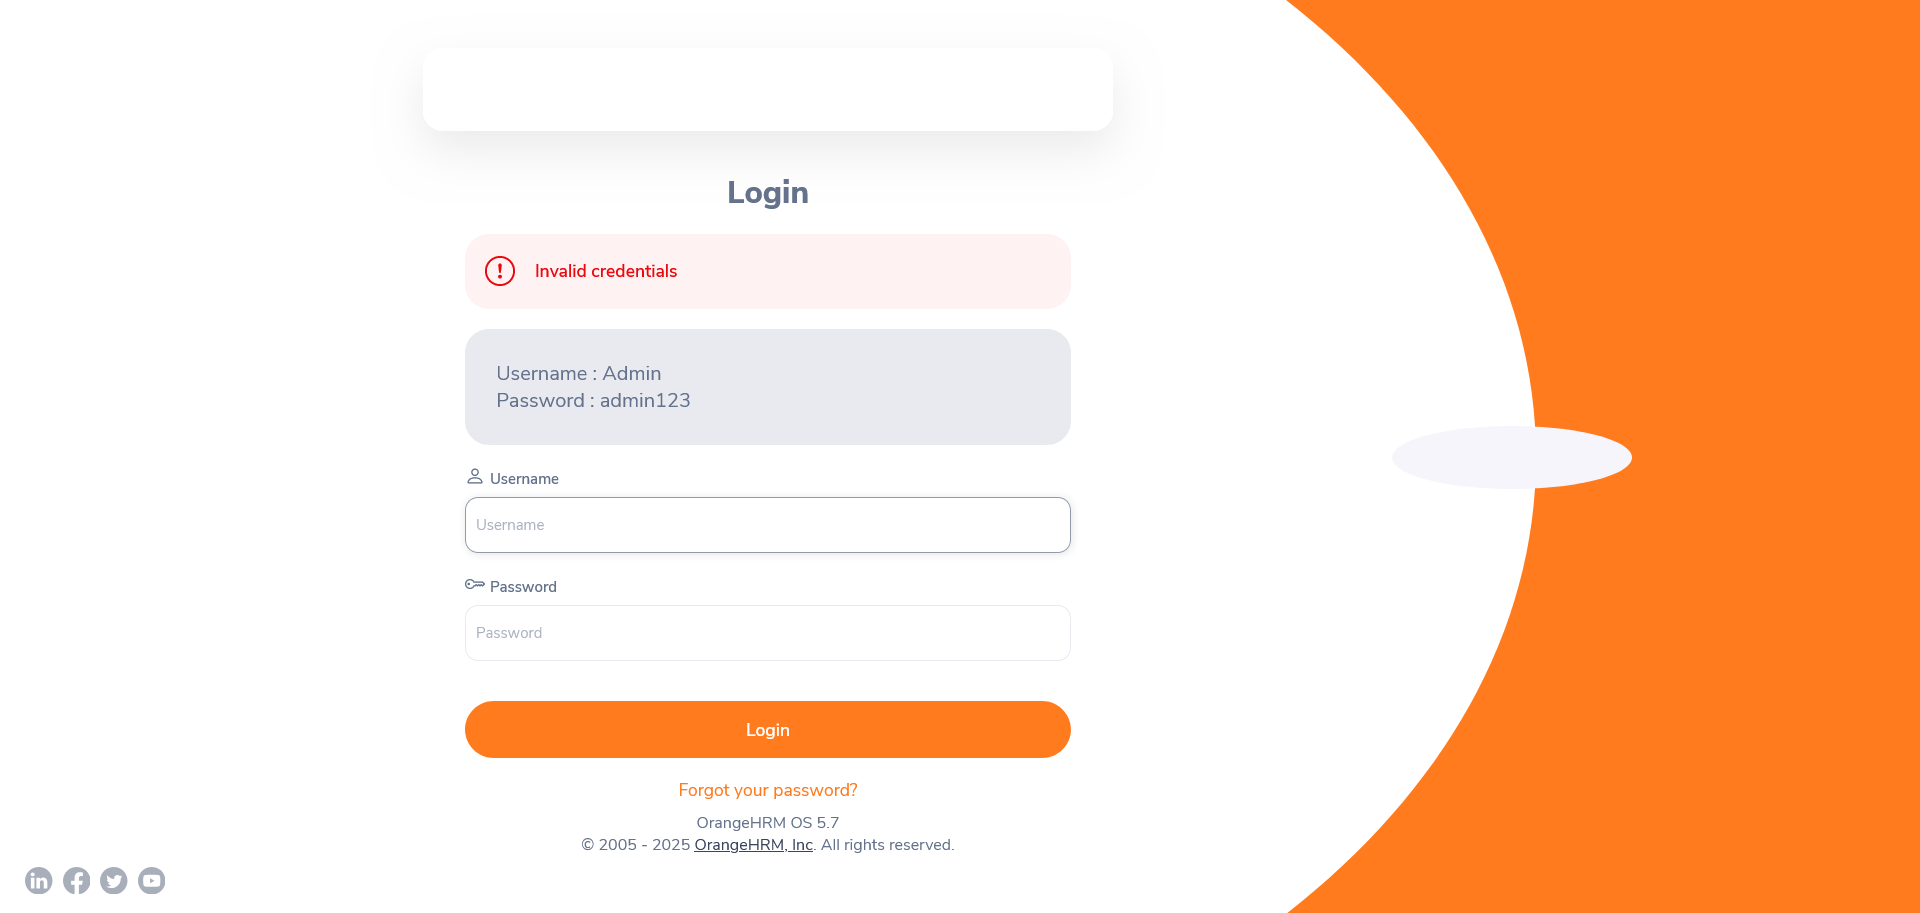 Login
Invalid credentials
Username : Admin
Password : admin123
Username
Username
Password
Password
Login
Forgot your password?
OrangeHRM OS 5.7
© 2005 - 2025 OrangeHRM, Inc. All rights reserved.